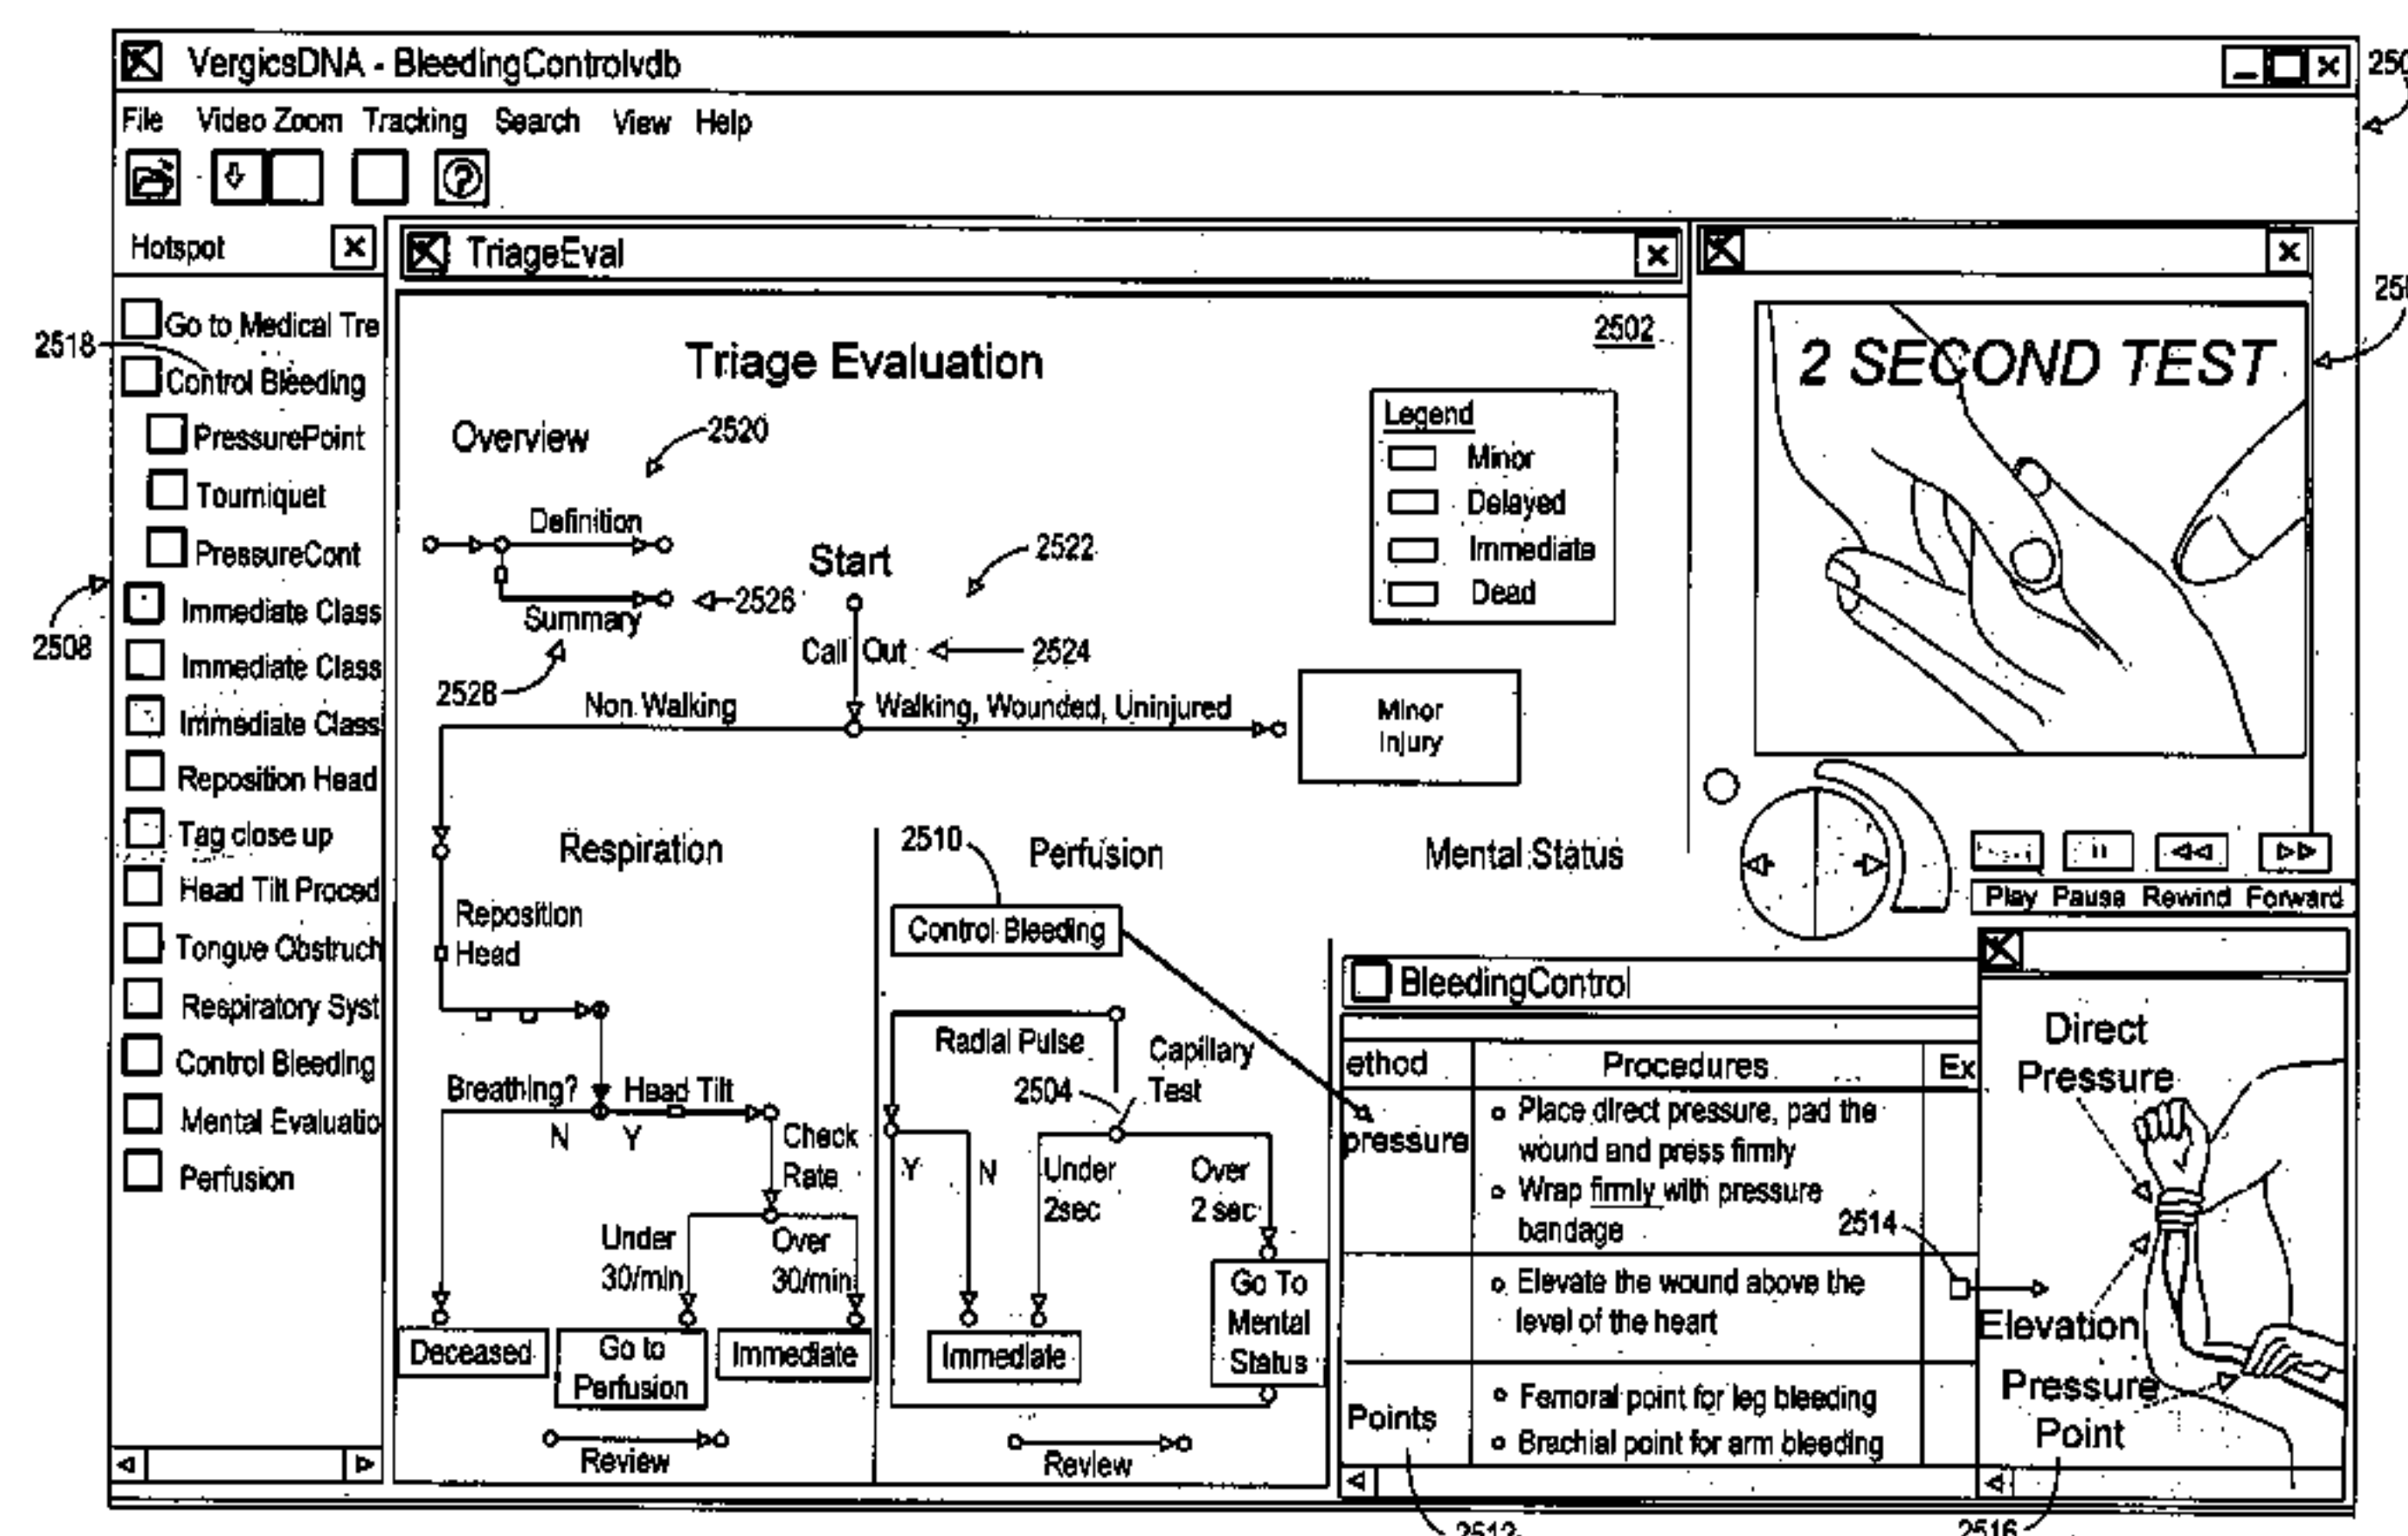 VergicsDNA - BleedingControlvdb
File Video Zoom Tracking Search View Help
Hotspot
Go to Medical Tre
2518
Control Bleeding
PressurePoint
Tourniquet
PressureCont
Immediate Class
2508
Immediate Class
Immediate Class
Reposition Head
Tag close up
Head Tilt Proced
Tongue Obstruch
Respiratory Syst
Control Bleeding
Mental Evaluatio
Perfusion
TriageEval
2502
Triage Evaluation
Overview
2520
Definition
Summary
2526
2528
Start
2522
Call Out
2524
Legend
Minor
Delayed
Immediate
Dead
Non Walking
Walking, Wounded, Uninjured
Minor
Injury
Respiration
Reposition
Head
Breathing?
Head Tilt
N
Y
Check
Rate
Under
30/min
Over
30/min
Deceased
Go to
Perfusion
Immediate
Review
2510
Perfusion
Control Bleeding
Radial Pulse
Capillary
Test
2504
Y
N
Under
2sec
Over
2 sec
Immediate
Go To
Mental
Status
Review
Mental Status
2 SECOND TEST
Play Pause Rewind Forward
BleedingControl
ethod
Procedures
Ex
pressure
Place direct pressure, pad the
wound and press firmly
Wrap firmly with pressure
bandage
2514
Elevate the wound above the
level of the heart
Points
Femoral point for leg bleeding
Brachial point for arm bleeding
2512
Direct
Pressure
Elevation
Pressure
Point
2516